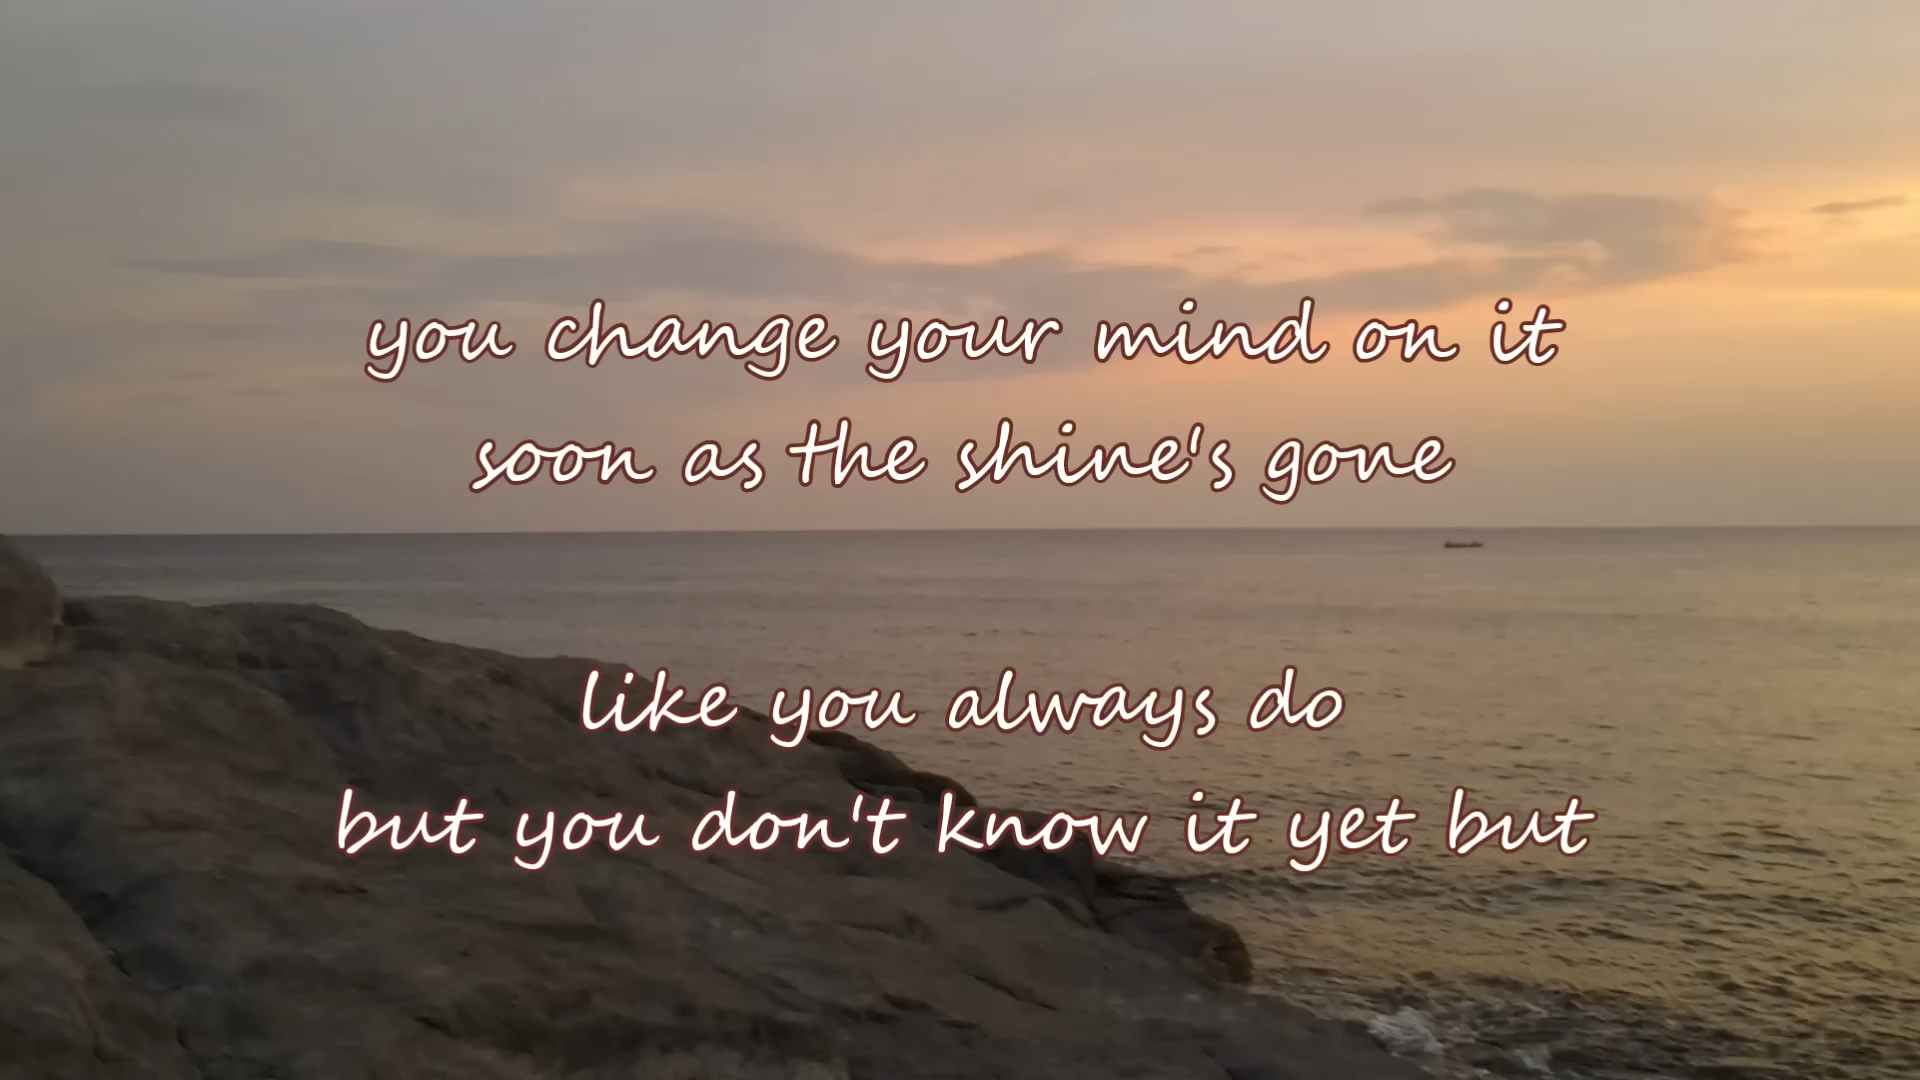 you change your mind on it
soon as the shine's gone
like you always do
but you don't know it yet but